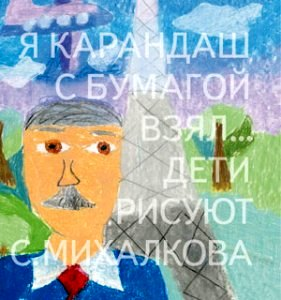 Я КАРАНДАШ
С БУМАГОЙ
ВЗЯЛ...
ДЕТИ
РИСУЮТ
С МИХАЛКОВА